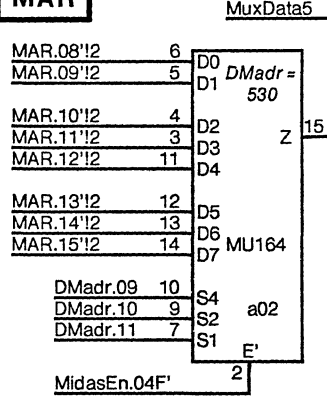 MAR
MuxData5
MAR.08'!2 6 D0 DMadr =
MAR.09'!2 5 D1 530
MAR.10'!2 4 D2 15
MAR.11'!2 3 D3 Z
MAR.12'!2 11 D4
MAR.13'!2 12 D5
MAR.14'!2 13 D6 MU164
MAR.15'!2 14 D7
DMadr.09 10 S4
DMadr.10 9 S2 a02
DMadr.11 7 S1
E'
MidasEn.04F' 2